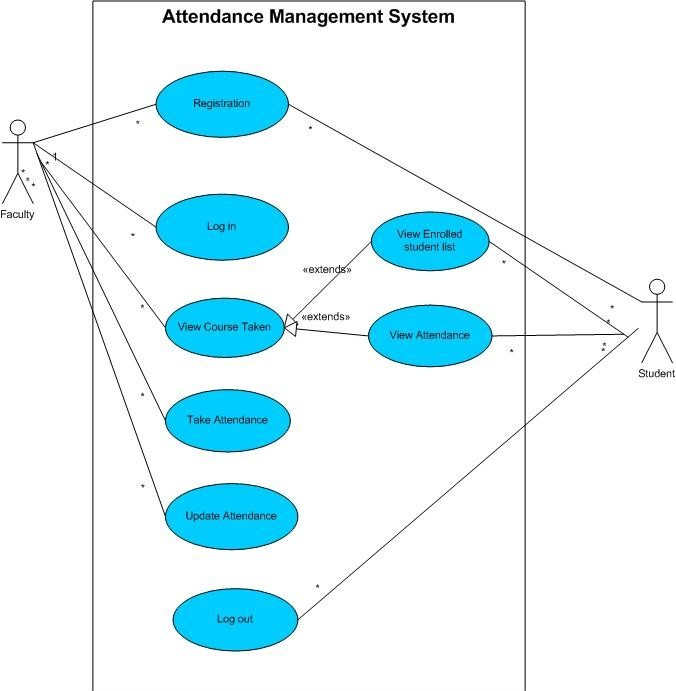 Attendance Management System
Registration
*
*
1
*
*
*
*
Faculty
Log in
*
View Enrolled
student list
«extends»
*
*
*
View Course Taken
«extends»
View Attendance
*
*
*
*
*
Student
Take Attendance
*
Update Attendance
*
Log out
*